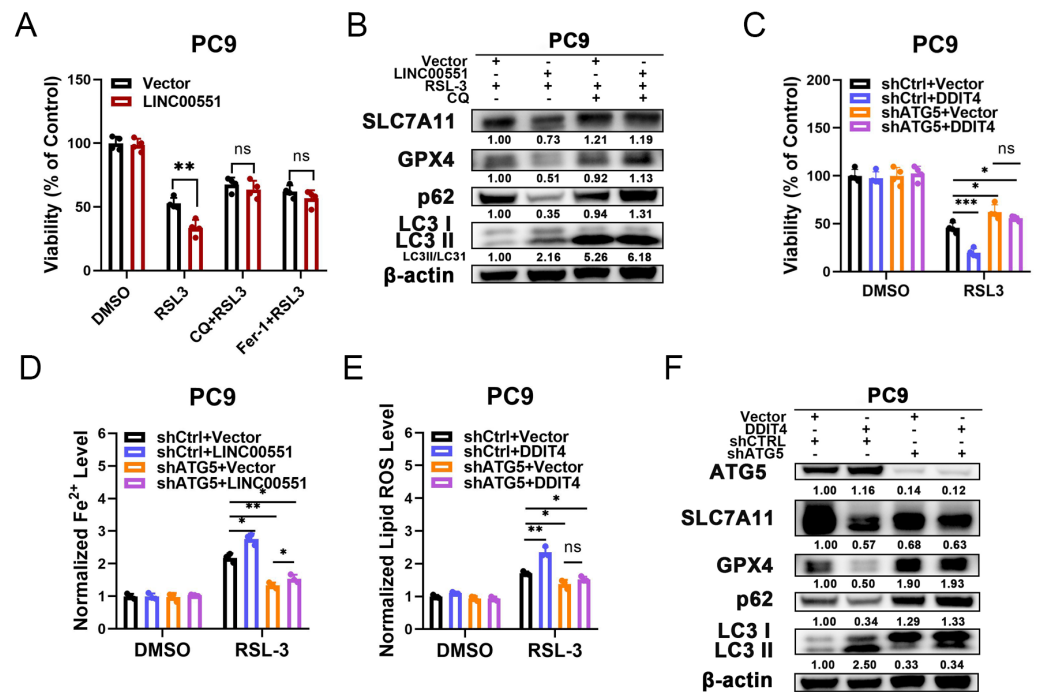 A
PC9
Viability (% of Control)
150
100
50
0
Vector
LINC00551
**
ns
ns
DMSO
RSL3
CQ+RSL3
Fer-1+RSL3
B
PC9
Vector + - + -
LINC00551 - + - +
RSL-3 + + + +
CQ - - + +
SLC7A11
1.00 0.73 1.21 1.19
GPX4
1.00 0.51 0.92 1.13
p62
1.00 0.35 0.94 1.31
LC3 I
LC3 II
LC3II/LC31 1.00 2.16 5.26 6.18
β-actin
C
PC9
Viability (% of Control)
200
150
100
50
0
shCtrl+Vector
shCtrl+DDIT4
shATG5+Vector
shATG5+DDIT4
ns
*
*
***
DMSO
RSL3
D
PC9
Normalized Fe2+ Level
6
5
4
3
2
1
0
shCtrl+Vector
shCtrl+LINC00551
shATG5+Vector
shATG5+LINC00551
*
**
*
*
DMSO
RSL-3
E
PC9
Normalized Lipid ROS Level
6
5
4
3
2
1
0
shCtrl+Vector
shCtrl+DDIT4
shATG5+Vector
shATG5+DDIT4
*
*
**
ns
DMSO
RSL-3
F
PC9
Vector + - + -
DDIT4 - + - +
shCTRL + + - -
shATG5 - - + +
ATG5
1.00 1.16 0.14 0.12
SLC7A11
1.00 0.57 0.68 0.63
GPX4
1.00 0.50 1.90 1.93
p62
1.00 0.34 1.29 1.33
LC3 I
LC3 II
1.00 2.50 0.33 0.34
β-actin